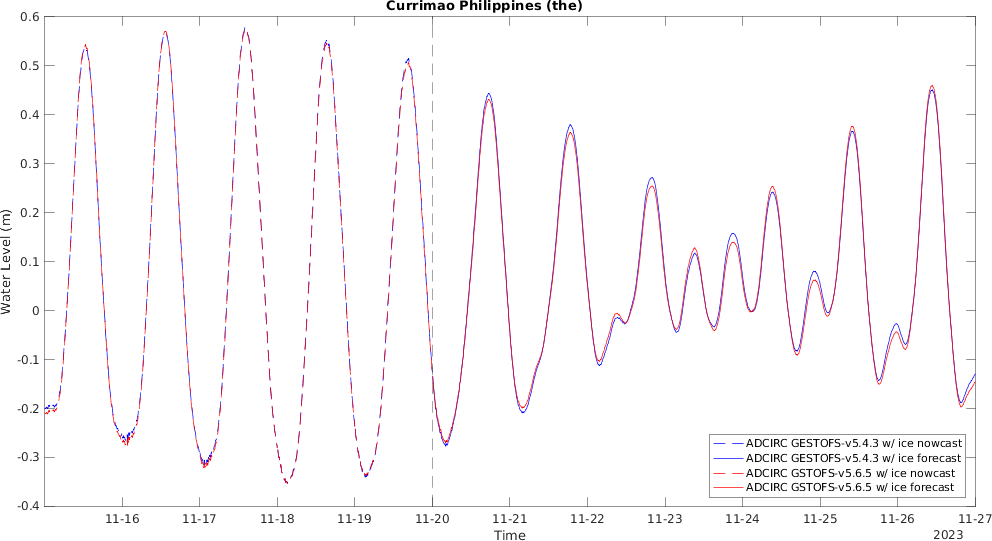 Currimao Philippines (the)
0.6
0.5
0.4
0.3
0.2
0.1
0
-0.1
-0.2
-0.3
-0.4
Water Level (m)
ADCIRC GESTOFS-v5.4.3 w/ ice nowcast
ADCIRC GESTOFS-v5.4.3 w/ ice forecast
ADCIRC GSTOFS-v5.6.5 w/ ice nowcast
ADCIRC GSTOFS-v5.6.5 w/ ice forecast
11-16 11-17 11-18 11-19 11-20 11-21 11-22 11-23 11-24 11-25 11-26 11-27
Time
2023